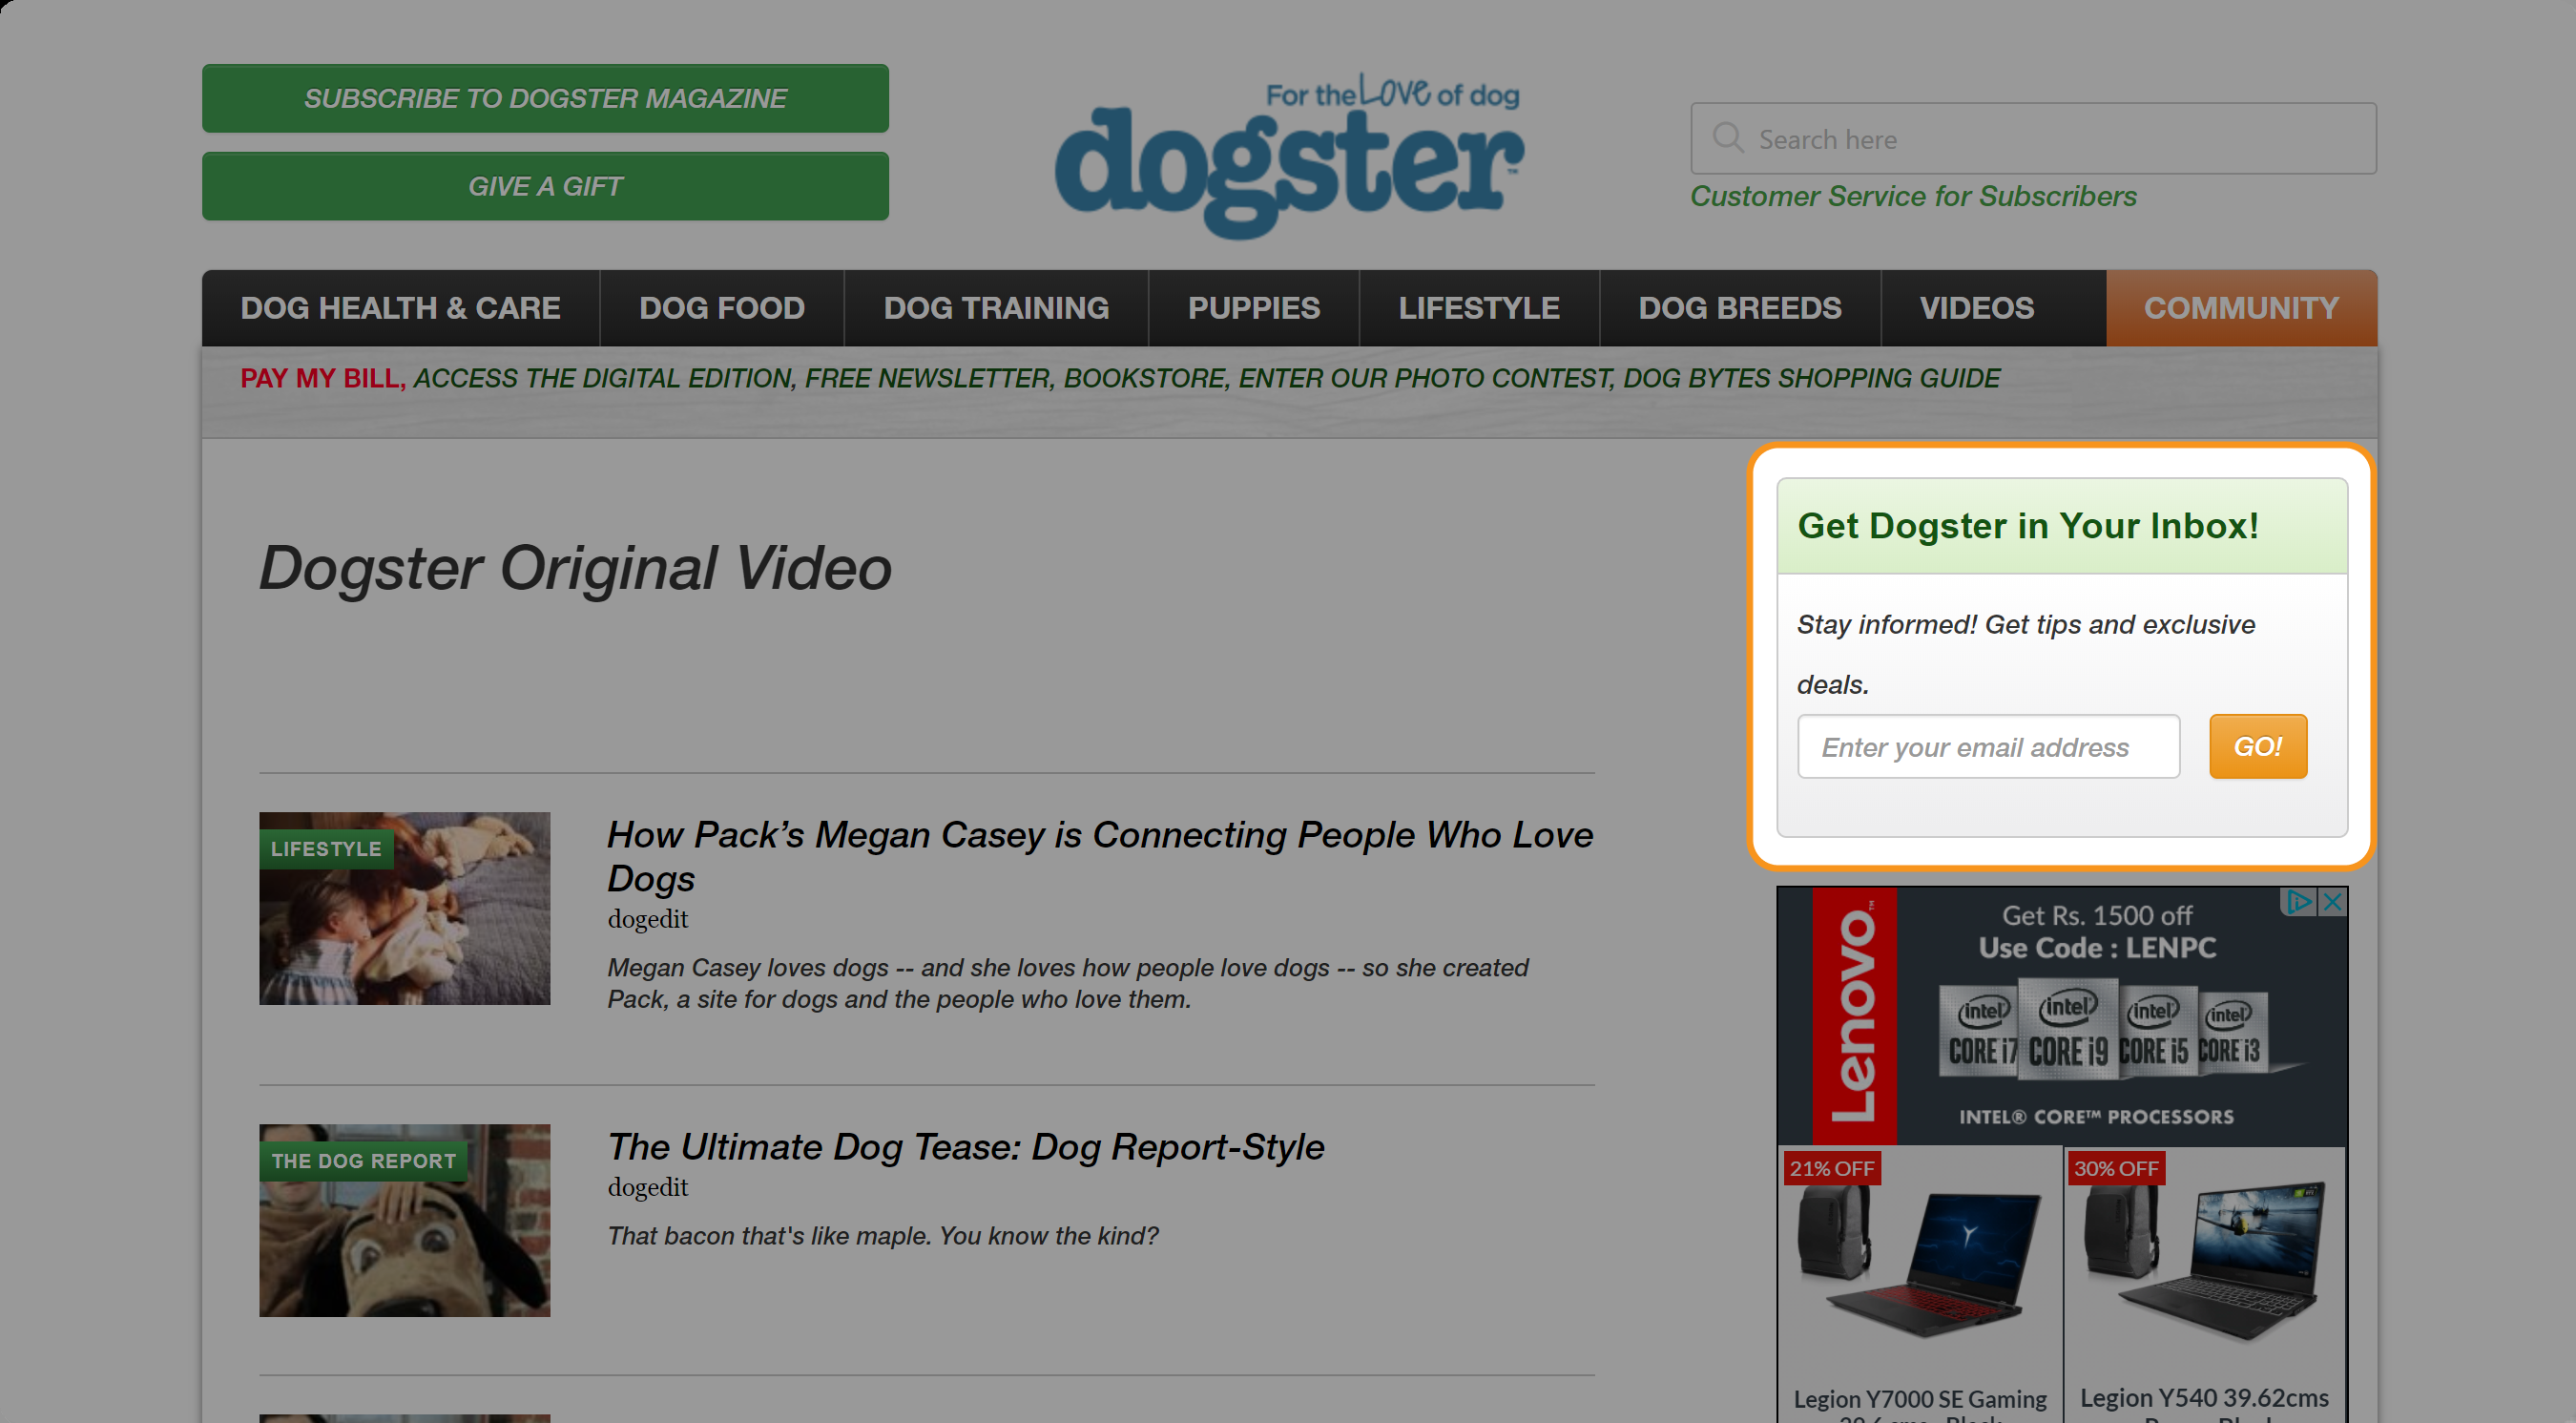 SUBSCRIBE TO DOGSTER MAGAZINE
GIVE A GIFT
For the LOVE of dog
dogster™
Search here
Customer Service for Subscribers
DOG HEALTH & CARE
DOG FOOD
DOG TRAINING
PUPPIES
LIFESTYLE
DOG BREEDS
VIDEOS
COMMUNITY
PAY MY BILL, ACCESS THE DIGITAL EDITION, FREE NEWSLETTER, BOOKSTORE, ENTER OUR PHOTO CONTEST, DOG BYTES SHOPPING GUIDE
Dogster Original Video
LIFESTYLE
How Pack’s Megan Casey is Connecting People Who Love
Dogs
dogedit
Megan Casey loves dogs -- and she loves how people love dogs -- so she created
Pack, a site for dogs and the people who love them.
THE DOG REPORT
The Ultimate Dog Tease: Dog Report-Style
dogedit
That bacon that's like maple. You know the kind?
Get Dogster in Your Inbox!
Stay informed! Get tips and exclusive
deals.
Enter your email address
GO!
Lenovo™
Get Rs. 1500 off
Use Code : LENPC
intel CORE i7
intel CORE i9
intel CORE i5
intel CORE i3
INTEL® CORE™ PROCESSORS
21% OFF
30% OFF
Legion Y7000 SE Gaming
Legion Y540 39.62cms